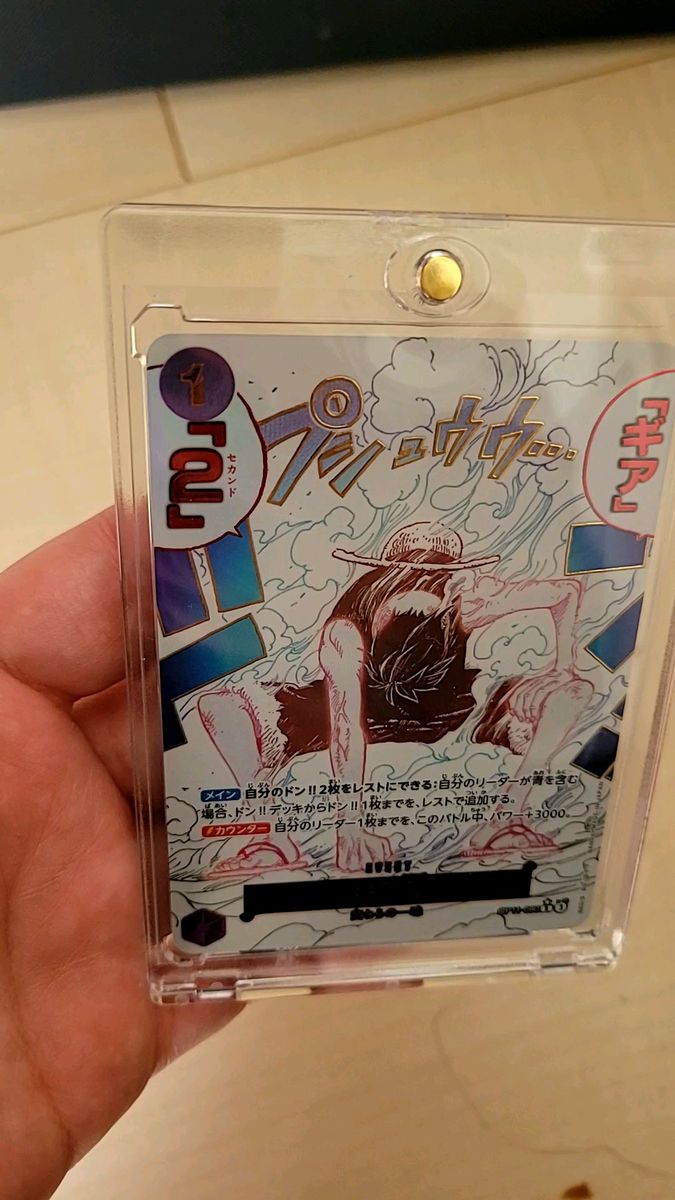 1
プシュウウ...
『ギア』
『2』
セカンド
メイン 自分のドン!!2枚をレストにできる:自分のリーダーが青を含む
場合、ドン!!デッキからドン!!1枚までを、レストで追加する。
カウンター 自分のリーダー1枚までを、このバトル中、パワー+3000。
EVENT